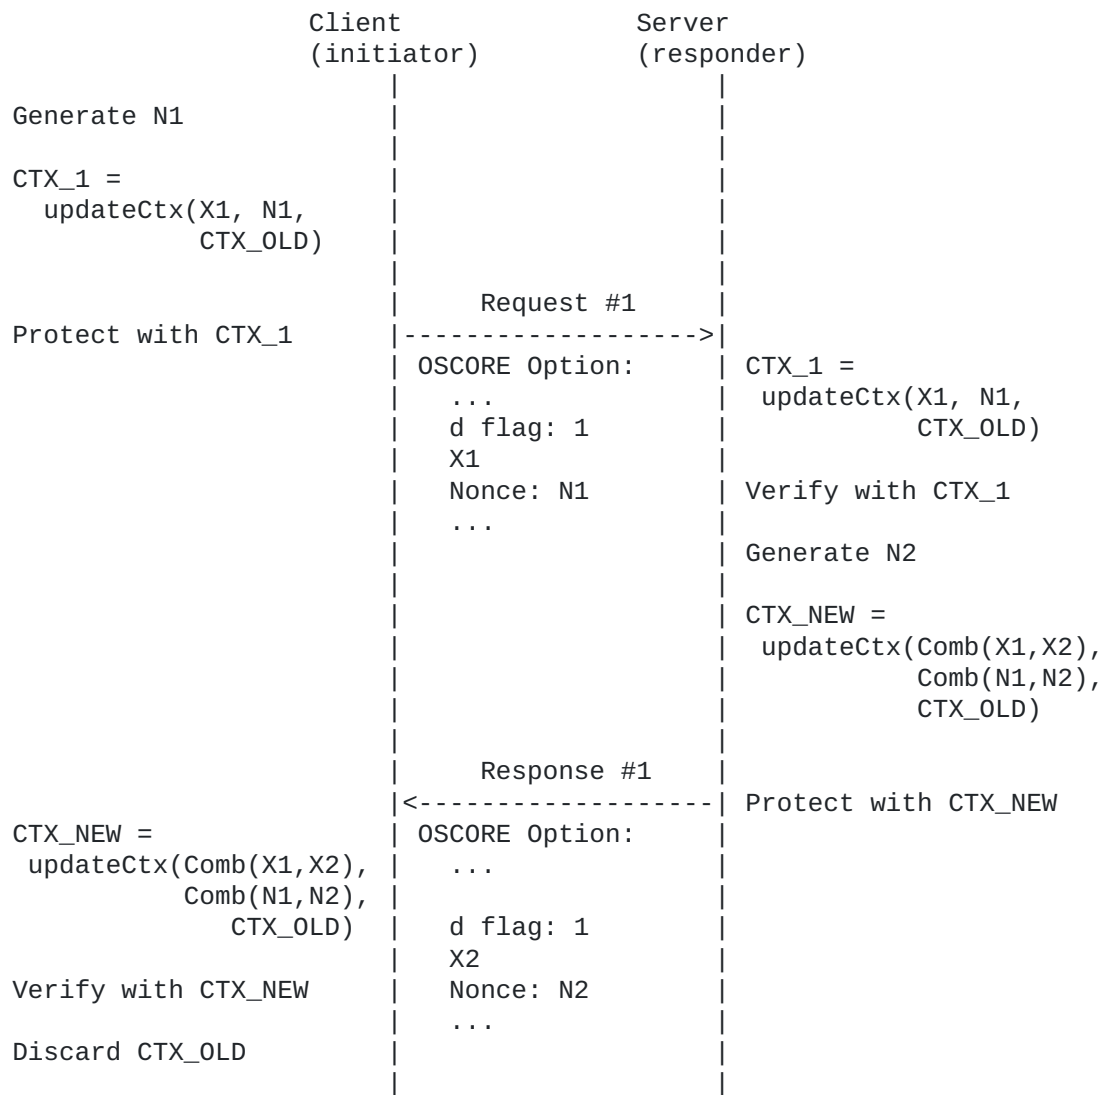 Client               Server
                   (initiator)          (responder)
                        |                    |
Generate N1             |                    |
                        |                    |
CTX_1 =                 |                    |
  updateCtx(X1, N1,     |                    |
            CTX_OLD)    |                    |
                        |                    |
                        |     Request #1     |
Protect with CTX_1      |------------------->|
                        | OSCORE Option:     | CTX_1 =
                        |   ...              |  updateCtx(X1, N1,
                        |   d flag: 1        |            CTX_OLD)
                        |   X1               |
                        |   Nonce: N1        | Verify with CTX_1
                        |   ...              |
                        |                    | Generate N2
                        |                    |
                        |                    | CTX_NEW =
                        |                    |  updateCtx(Comb(X1,X2),
                        |                    |            Comb(N1,N2),
                        |                    |            CTX_OLD)
                        |                    |
                        |     Response #1    |
                        |<-------------------| Protect with CTX_NEW
CTX_NEW =               | OSCORE Option:     |
 updateCtx(Comb(X1,X2), |   ...              |
           Comb(N1,N2), |                    |
              CTX_OLD)  |   d flag: 1        |
                        |   X2               |
Verify with CTX_NEW     |   Nonce: N2        |
                        |   ...              |
Discard CTX_OLD         |                    |
                        |                    |